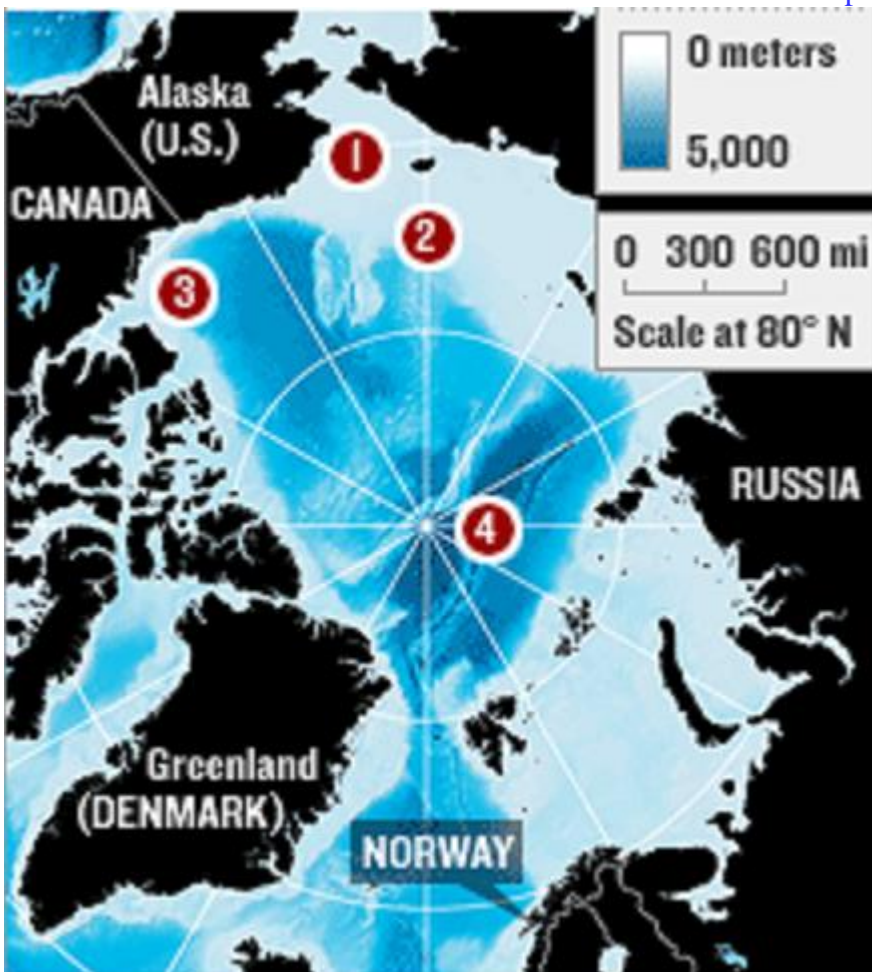 0 meters
5,000
0 300 600 mi
Scale at 80° N
Alaska
(U.S.)
CANADA
1
2
3
4
RUSSIA
Greenland
(DENMARK)
NORWAY